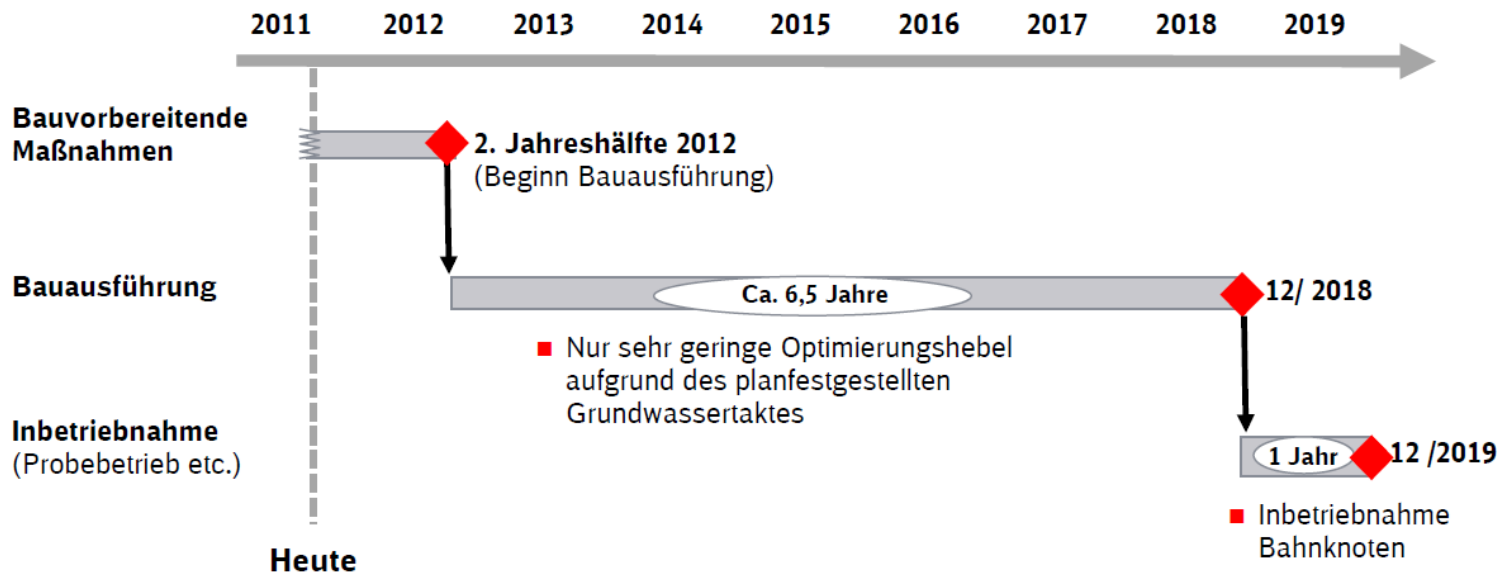 2011 2012 2013 2014 2015 2016 2017 2018 2019
Bauvorbereitende
Maßnahmen
2. Jahreshälfte 2012
(Beginn Bauausführung)
Bauausführung
Ca. 6,5 Jahre
12/ 2018
Nur sehr geringe Optimierungshebel
aufgrund des planfestgestellten
Grundwassertaktes
Inbetriebnahme
(Probebetrieb etc.)
1 Jahr
12 /2019
Inbetriebnahme
Bahnknoten
Heute